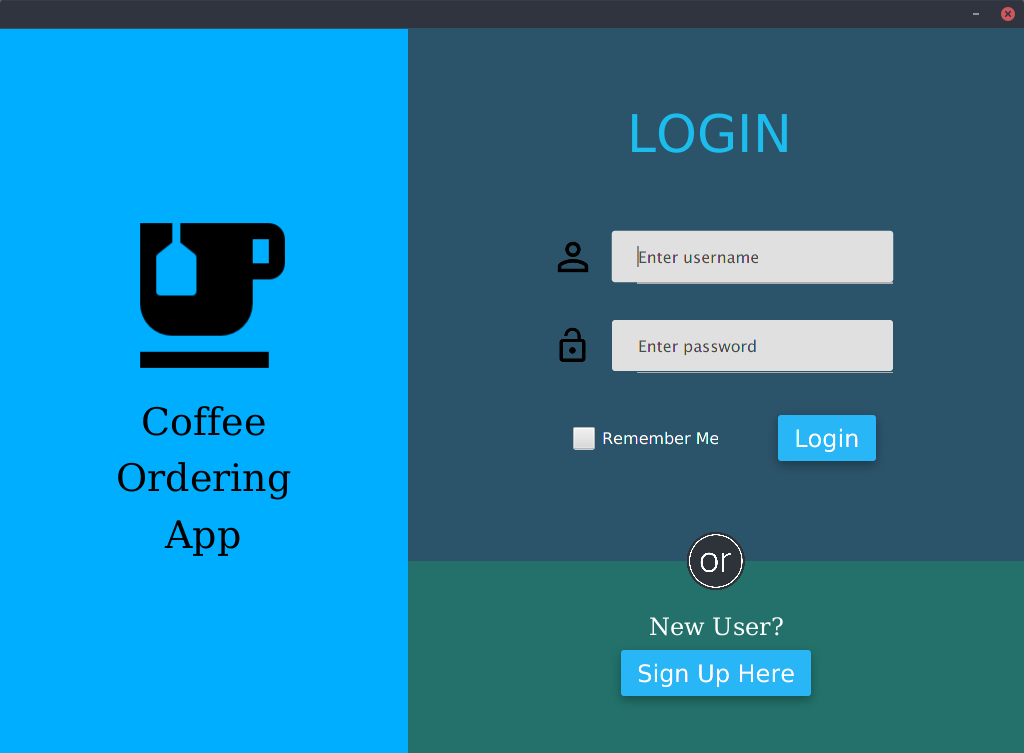 Coffee
Ordering
App
LOGIN
Enter username
Enter password
Remember Me
Login
or
New User?
Sign Up Here